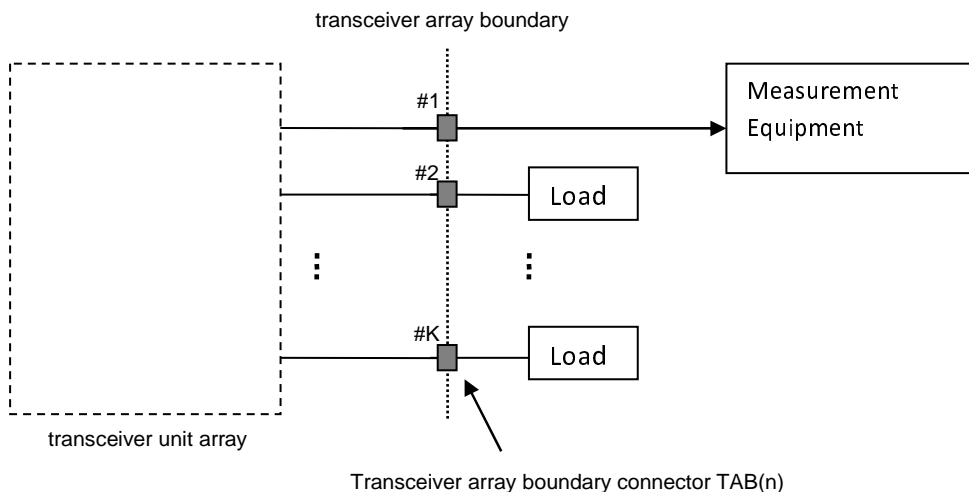 transceiver array boundary
#1
Measurement
Equipment
#2
Load
#K
Load
transceiver unit array
Transceiver array boundary connector TAB(n)